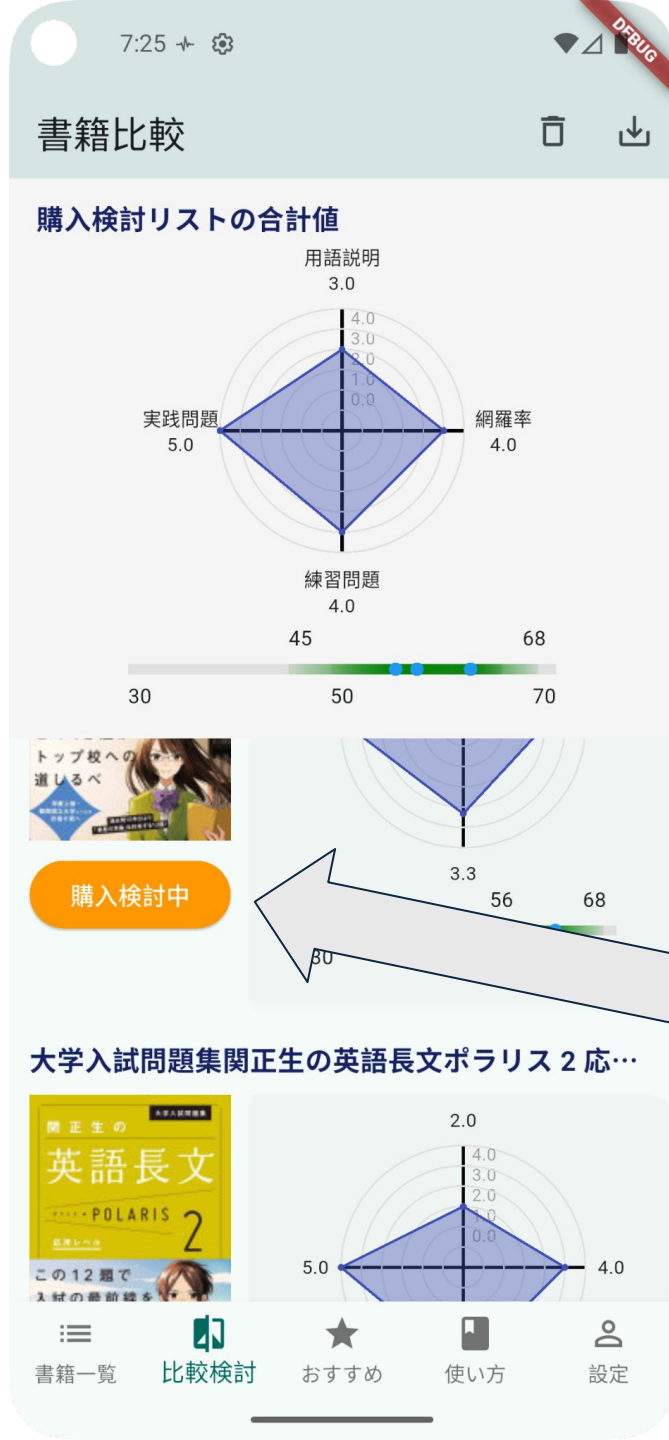 7:25
DEBUG
書籍比較
購入検討リストの合計値
用語説明
3.0
4.0
3.0
2.0
1.0
0.0
実践問題
5.0
網羅率
4.0
練習問題
4.0
45 68
30 50 70
トップ校への
道しるべ
3.3
購入検討中
56 68
30
大学入試問題集関正生の英語長文ポラリス 2 応…
大学入試問題集
関正生の
英語長文
POLARIS 2
応用レベル
この12題で
入試の最前線を
2.0
4.0
3.0
2.0
1.0
0.0
5.0
4.0
書籍一覧
比較検討
おすすめ
使い方
設定